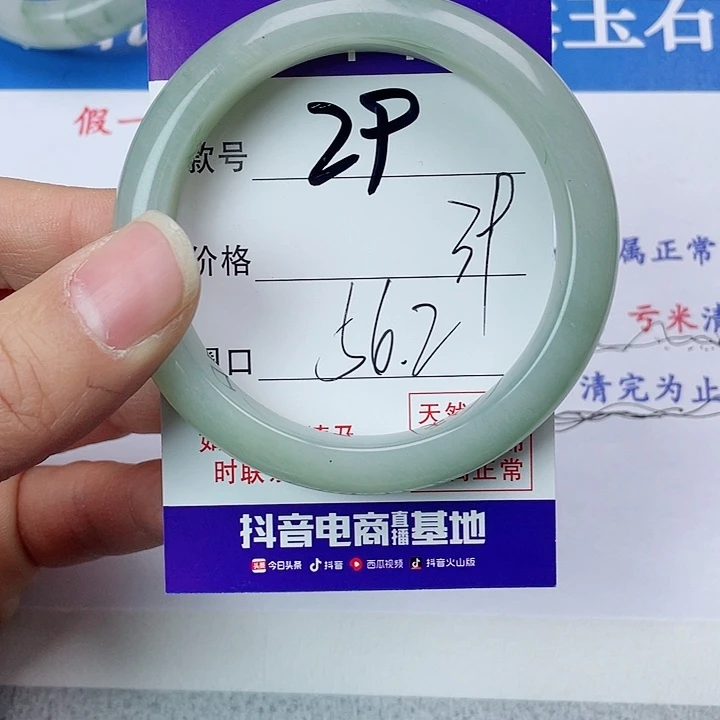 玉石
假一
款号 2P
价格
圈口 56.2
属正常
亏米清
清完为止
天然
时联
正常
抖音电商直播基地
头条 今日头条 抖音 西瓜视频 抖音火山版